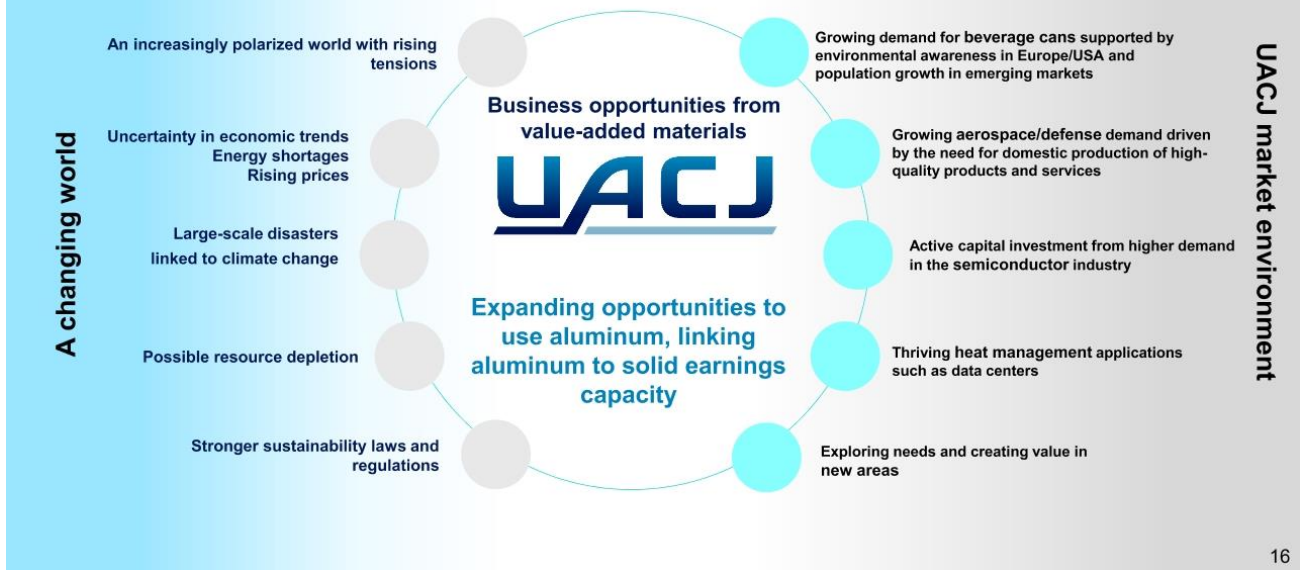 A changing world
An increasingly polarized world with rising
tensions
Uncertainty in economic trends
Energy shortages
Rising prices
Large-scale disasters
linked to climate change
Possible resource depletion
Stronger sustainability laws and
regulations
Business opportunities from
value-added materials
UACJ
Expanding opportunities to
use aluminum, linking
aluminum to solid earnings
capacity
Growing demand for beverage cans supported by
environmental awareness in Europe/USA and
population growth in emerging markets
Growing aerospace/defense demand driven
by the need for domestic production of high-
quality products and services
Active capital investment from higher demand
in the semiconductor industry
Thriving heat management applications
such as data centers
Exploring needs and creating value in
new areas
UACJ market environment
16